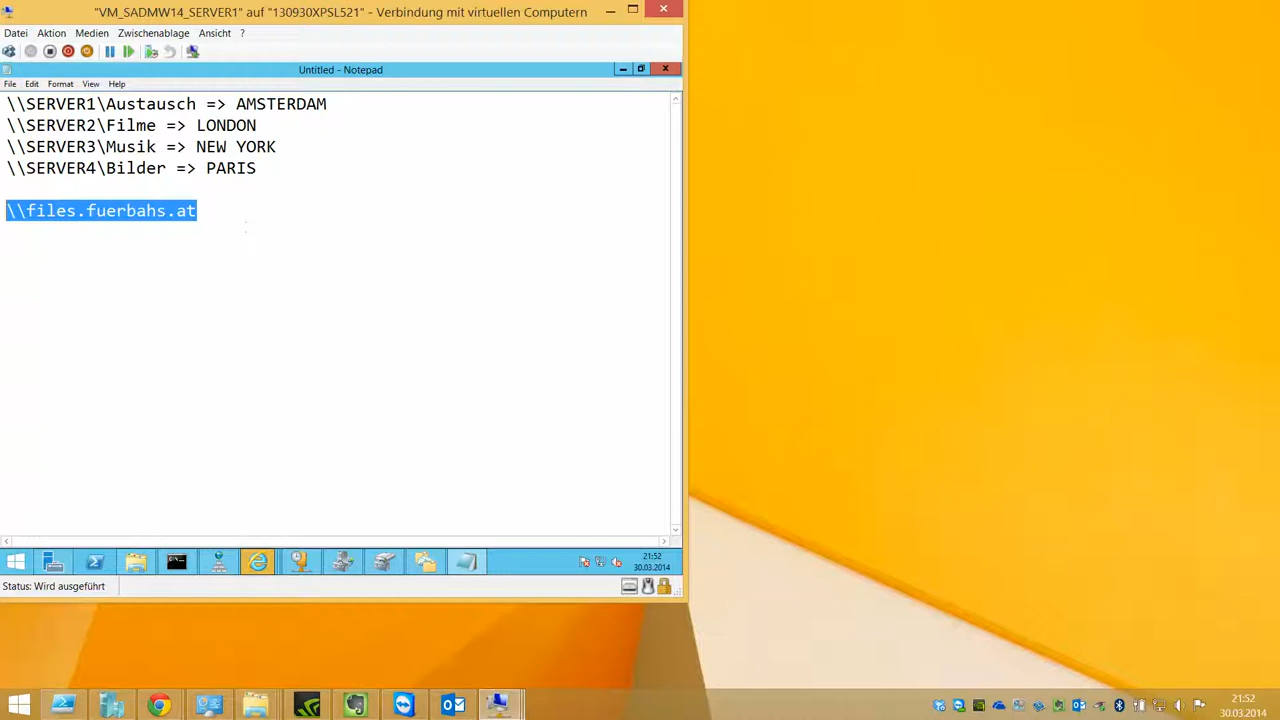 "VM_SADMW14_SERVER1" auf "130930XPSL521" - Verbindung mit virtuellen Computern
Datei Aktion Medien Zwischenablage Ansicht ?
Untitled - Notepad
File Edit Format View Help
\\SERVER1\Austausch => AMSTERDAM
\\SERVER2\Filme => LONDON
\\SERVER3\Musik => NEW YORK
\\SERVER4\Bilder => PARIS
\\files.fuerbahs.at
21:52
30.03.2014
Status: Wird ausgeführt
21:52
30.03.2014